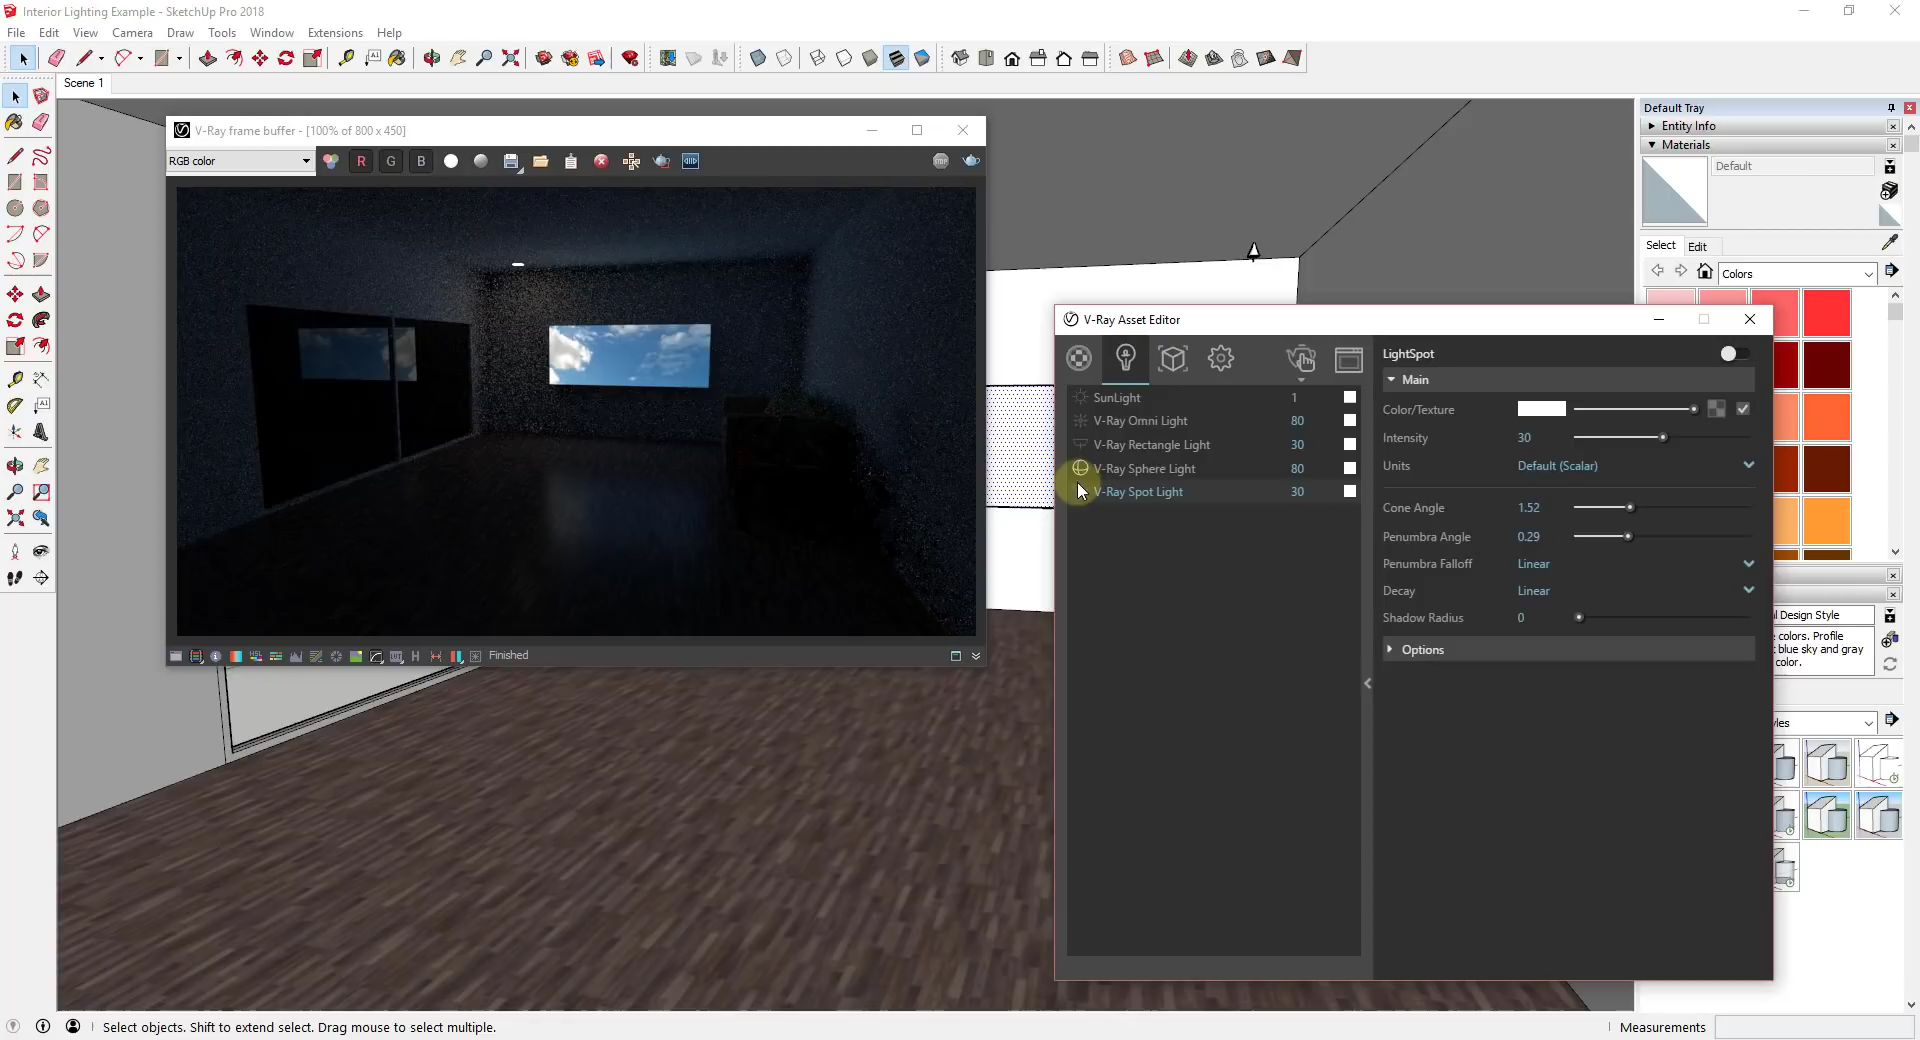 Interior Lighting Example - SketchUp Pro 2018
File Edit View Camera Draw Tools Window Extensions Help
Scene 1
V-Ray frame buffer - [100% of 800 x 450]
RGB color
R G B
STOP
Finished
V-Ray Asset Editor
SunLight 1
V-Ray Omni Light 80
V-Ray Rectangle Light 30
V-Ray Sphere Light 80
V-Ray Spot Light 30
LightSpot
Main
Color/Texture
Intensity 30
Units Default (Scalar)
Cone Angle 1.52
Penumbra Angle 0.29
Penumbra Falloff Linear
Decay Linear
Shadow Radius 0
Options
Default Tray
Entity Info
Materials
Default
Select Edit
Colors
l Design Style
e colors. Profile
t blue sky and gray
color.
yles
Select objects. Shift to extend select. Drag mouse to select multiple.
Measurements